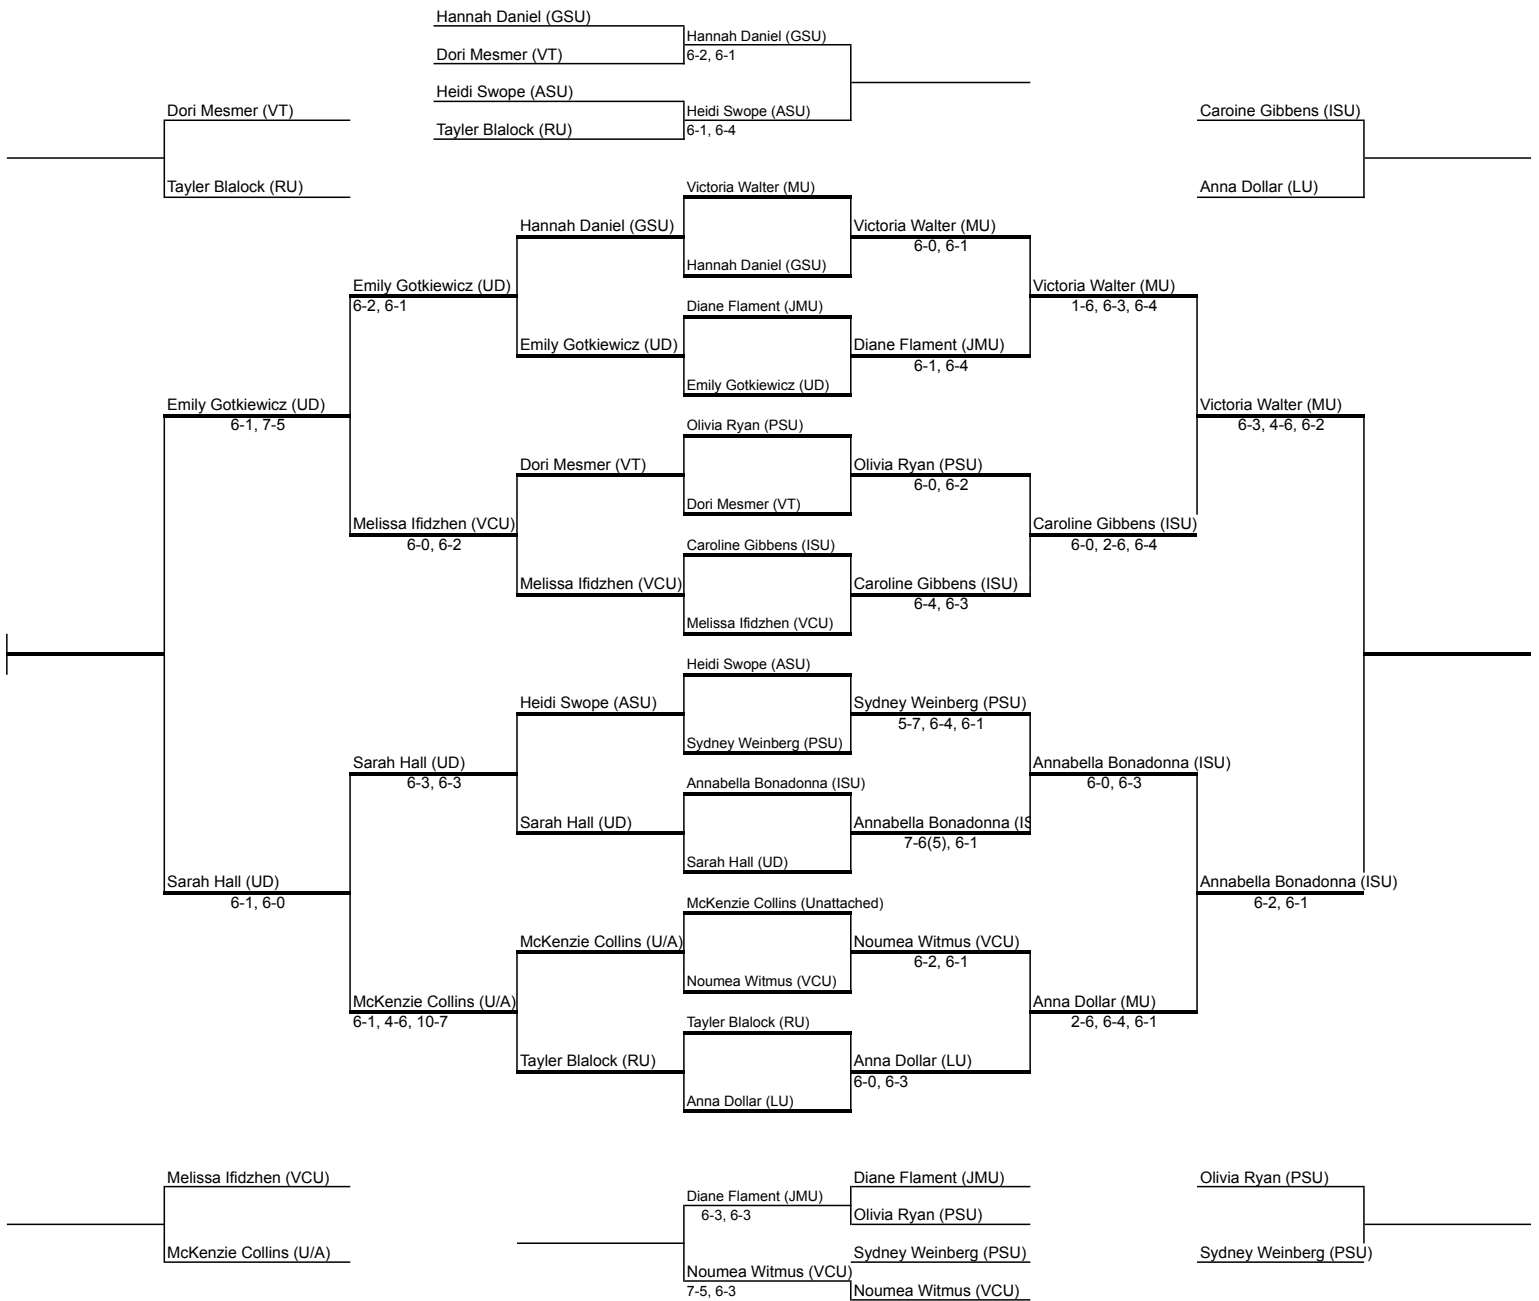 Hannah Daniel (GSU)
Hannah Daniel (GSU)
Dori Mesmer (VT)
6-2, 6-1
Heidi Swope (ASU)
Dori Mesmer (VT)
Heidi Swope (ASU)
Caroine Gibbens (ISU)
Tayler Blalock (RU)
6-1, 6-4
Tayler Blalock (RU)
Victoria Walter (MU)
Anna Dollar (LU)
Hannah Daniel (GSU)
Victoria Walter (MU)
6-0, 6-1
Hannah Daniel (GSU)
Emily Gotkiewicz (UD)
Victoria Walter (MU)
6-2, 6-1
Diane Flament (JMU)
1-6, 6-3, 6-4
Emily Gotkiewicz (UD)
Diane Flament (JMU)
6-1, 6-4
Emily Gotkiewicz (UD)
Emily Gotkiewicz (UD)
Victoria Walter (MU)
6-1, 7-5
Olivia Ryan (PSU)
6-3, 4-6, 6-2
Dori Mesmer (VT)
Olivia Ryan (PSU)
6-0, 6-2
Dori Mesmer (VT)
Melissa Ifidzhen (VCU)
Caroline Gibbens (ISU)
6-0, 6-2
Caroline Gibbens (ISU)
6-0, 2-6, 6-4
Melissa Ifidzhen (VCU)
Caroline Gibbens (ISU)
6-4, 6-3
Melissa Ifidzhen (VCU)
Heidi Swope (ASU)
Heidi Swope (ASU)
Sydney Weinberg (PSU)
5-7, 6-4, 6-1
Sydney Weinberg (PSU)
Sarah Hall (UD)
Annabella Bonadonna (ISU)
6-3, 6-3
Annabella Bonadonna (ISU)
6-0, 6-3
Sarah Hall (UD)
Annabella Bonadonna (IS
7-6(5), 6-1
Sarah Hall (UD)
Sarah Hall (UD)
Annabella Bonadonna (ISU)
6-1, 6-0
McKenzie Collins (Unattached)
6-2, 6-1
McKenzie Collins (U/A)
Noumea Witmus (VCU)
6-2, 6-1
Noumea Witmus (VCU)
McKenzie Collins (U/A)
Anna Dollar (MU)
6-1, 4-6, 10-7
Tayler Blalock (RU)
2-6, 6-4, 6-1
Tayler Blalock (RU)
Anna Dollar (LU)
6-0, 6-3
Anna Dollar (LU)
Melissa Ifidzhen (VCU)
Diane Flament (JMU)
Olivia Ryan (PSU)
Diane Flament (JMU)
6-3, 6-3
Olivia Ryan (PSU)
McKenzie Collins (U/A)
Sydney Weinberg (PSU)
Sydney Weinberg (PSU)
Noumea Witmus (VCU)
7-5, 6-3
Noumea Witmus (VCU)